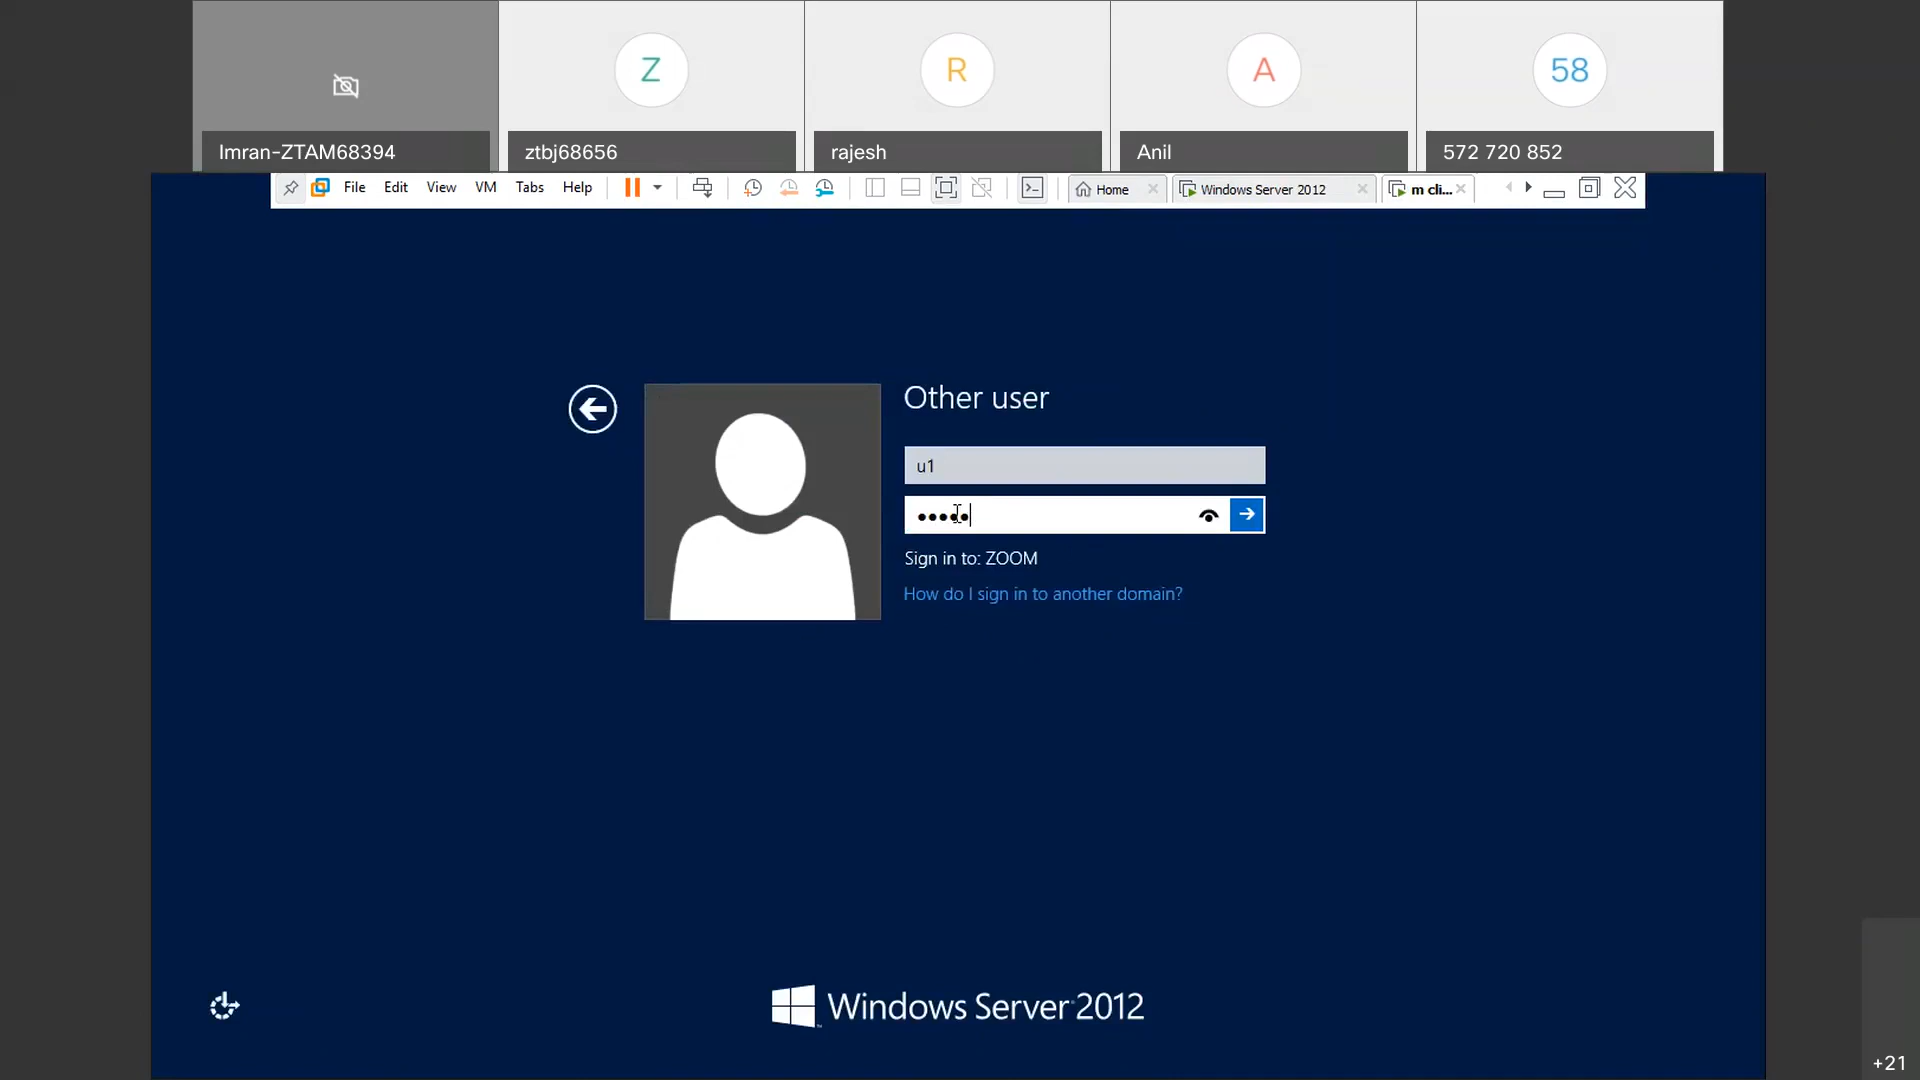 Z
R
A
58
Imran-ZTAM68394
ztbj68656
rajesh
Anil
572 720 852
File Edit View VM Tabs Help
Home
Windows Server 2012
m cli...
Other user
u1
Sign in to: ZOOM
How do I sign in to another domain?
Windows Server 2012
+21